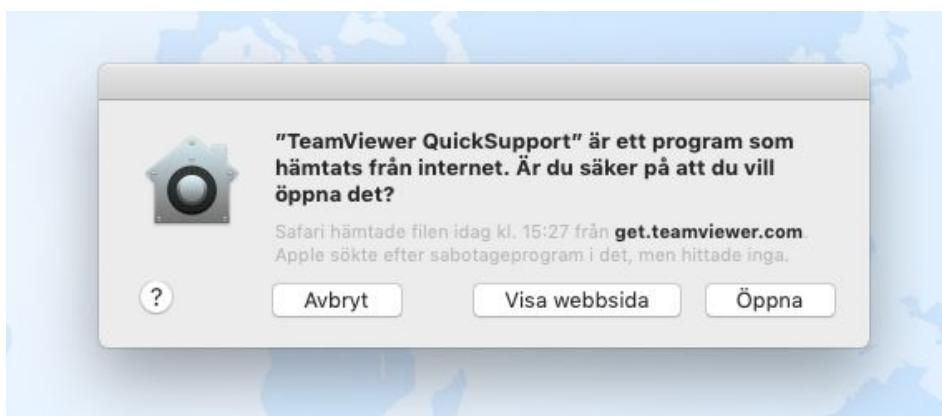 "TeamViewer QuickSupport" är ett program som
hämtats från internet. Är du säker på att du vill
öppna det?
Safari hämtade filen idag kl. 15:27 från get.teamviewer.com.
Apple sökte efter sabotageprogram i det, men hittade inga.
? Avbryt Visa webbsida Öppna